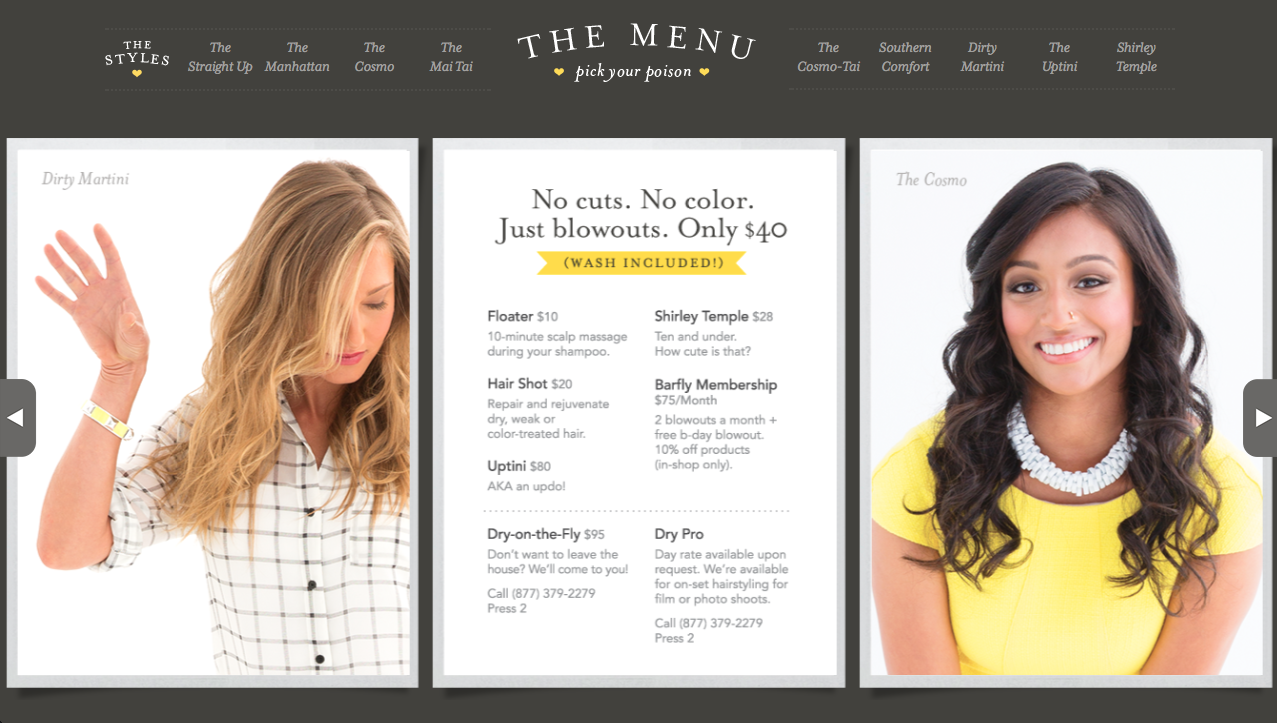 THE
STYLES
The
Straight Up
The
Manhattan
The
Cosmo
The
Mai Tai
THE MENU
pick your poison
The
Cosmo-Tai
Southern
Comfort
Dirty
Martini
The
Uptini
Shirley
Temple
Dirty Martini
No cuts. No color.
Just blowouts. Only $40
(WASH INCLUDED!)
Floater $10
10-minute scalp massage
during your shampoo.
Hair Shot $20
Repair and rejuvenate
dry, weak or
color-treated hair.
Uptini $80
AKA an updo!
Shirley Temple $28
Ten and under.
How cute is that?
Barfly Membership
$75/Month
2 blowouts a month +
free b-day blowout.
10% off products
(in-shop only).
Dry-on-the-Fly $95
Don't want to leave the
house? We'll come to you!
Call (877) 379-2279
Press 2
Dry Pro
Day rate available upon
request. We're available
for on-set hairstyling for
film or photo shoots.
Call (877) 379-2279
Press 2
The Cosmo